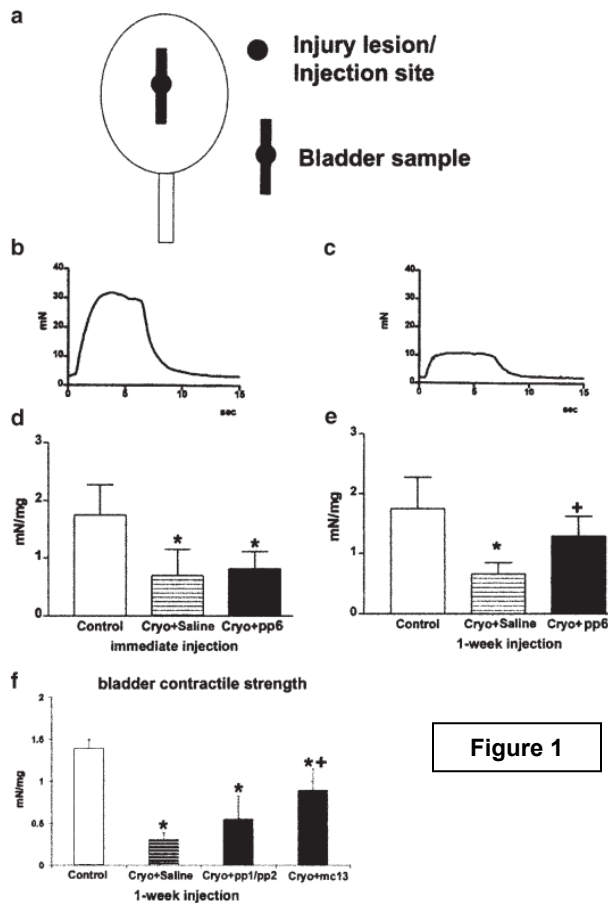 a
Injury lesion/
Injection site
Bladder sample
b
40
30
20
10
0
mN
0 5 10 15
sec
c
40
30
20
10
0
mN
0 5 10 15
sec
d
3
2
1
0
mN/mg
* *
Control Cryo+Saline Cryo+pp6
immediate injection
e
3
2
1
0
mN/mg
* +
Control Cryo+Saline Cryo+pp6
1-week injection
f
bladder contractile strength
2
1.5
1
0.5
0
mN/mg
* * *+
Control Cryo+Saline Cryo+pp1/pp2 Cryo+mc13
1-week injection
Figure 1